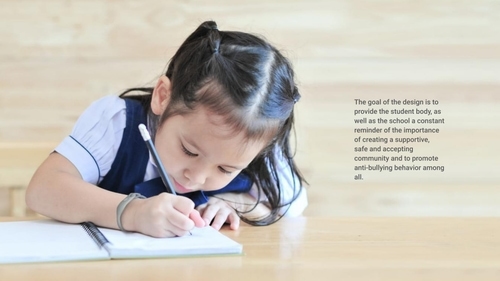 The goal of the design is to
provide the student body, as
well as the school a constant
reminder of the importance
of creating a supportive,
safe and accepting
community and to promote
anti-bullying behavior among
all.